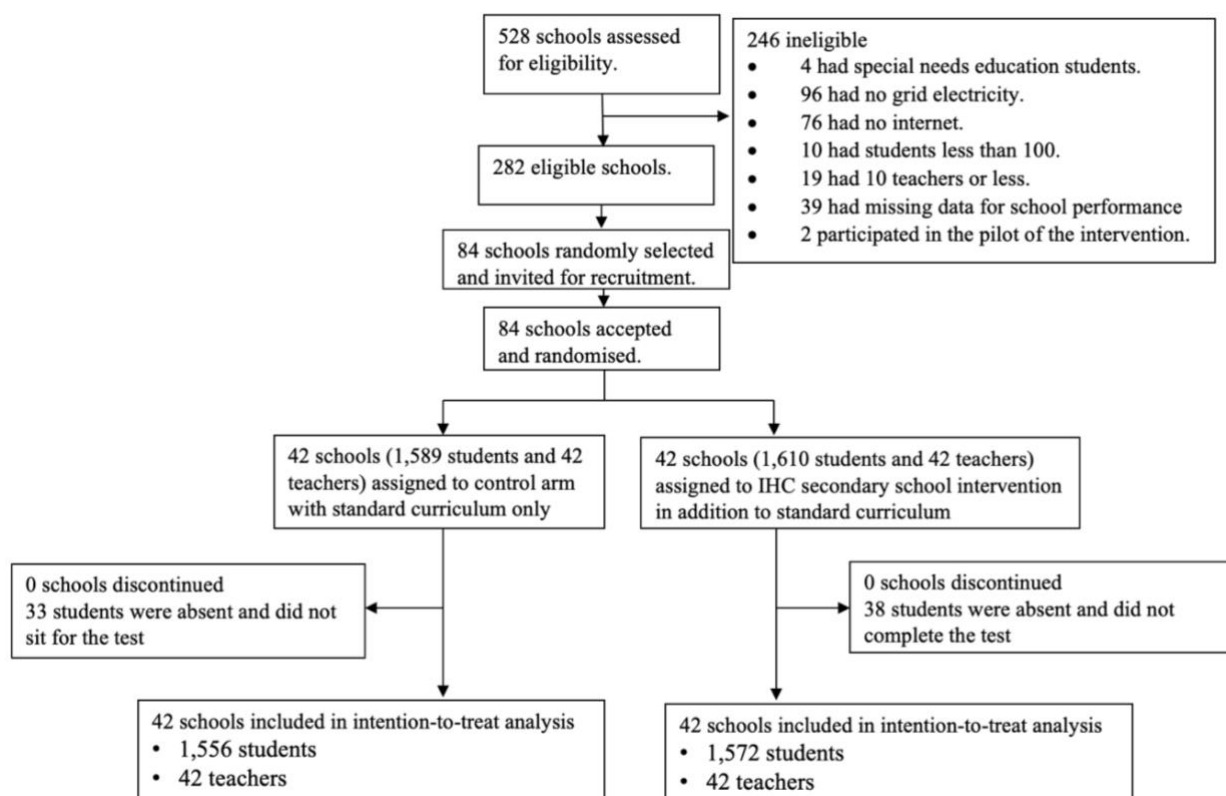 528 schools assessed
for eligibility.
246 ineligible
• 4 had special needs education students.
• 96 had no grid electricity.
• 76 had no internet.
• 10 had students less than 100.
• 19 had 10 teachers or less.
• 39 had missing data for school performance
• 2 participated in the pilot of the intervention.
282 eligible schools.
84 schools randomly selected
and invited for recruitment.
84 schools accepted
and randomised.
42 schools (1,589 students and 42
teachers) assigned to control arm
with standard curriculum only
42 schools (1,610 students and 42 teachers)
assigned to IHC secondary school intervention
in addition to standard curriculum
0 schools discontinued
33 students were absent and did not
sit for the test
0 schools discontinued
38 students were absent and did not
complete the test
42 schools included in intention-to-treat analysis
• 1,556 students
• 42 teachers
42 schools included in intention-to-treat analysis
• 1,572 students
• 42 teachers